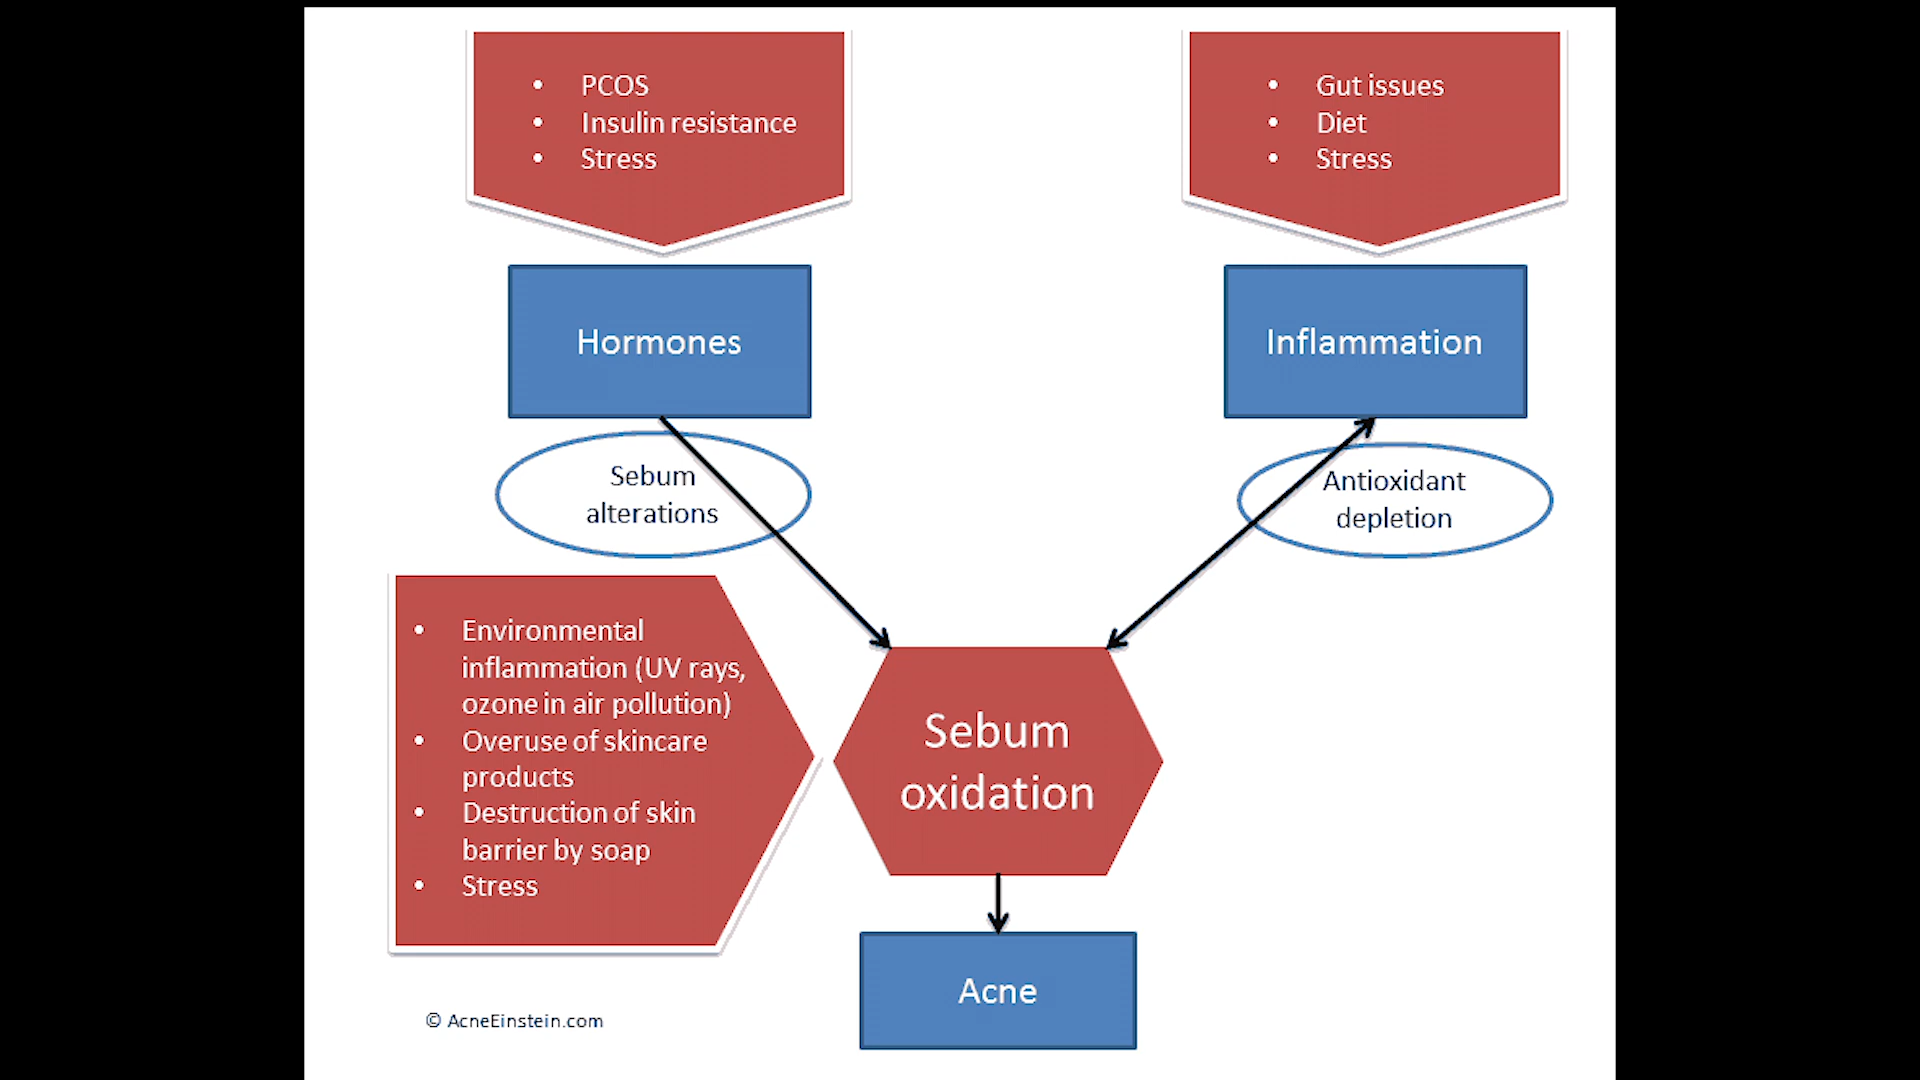 • PCOS
• Insulin resistance
• Stress
• Gut issues
• Diet
• Stress
Hormones
Inflammation
Sebum
alterations
Antioxidant
depletion
• Environmental
inflammation (UV rays,
ozone in air pollution)
• Overuse of skincare
products
• Destruction of skin
barrier by soap
• Stress
Sebum
oxidation
Acne
© AcneEinstein.com